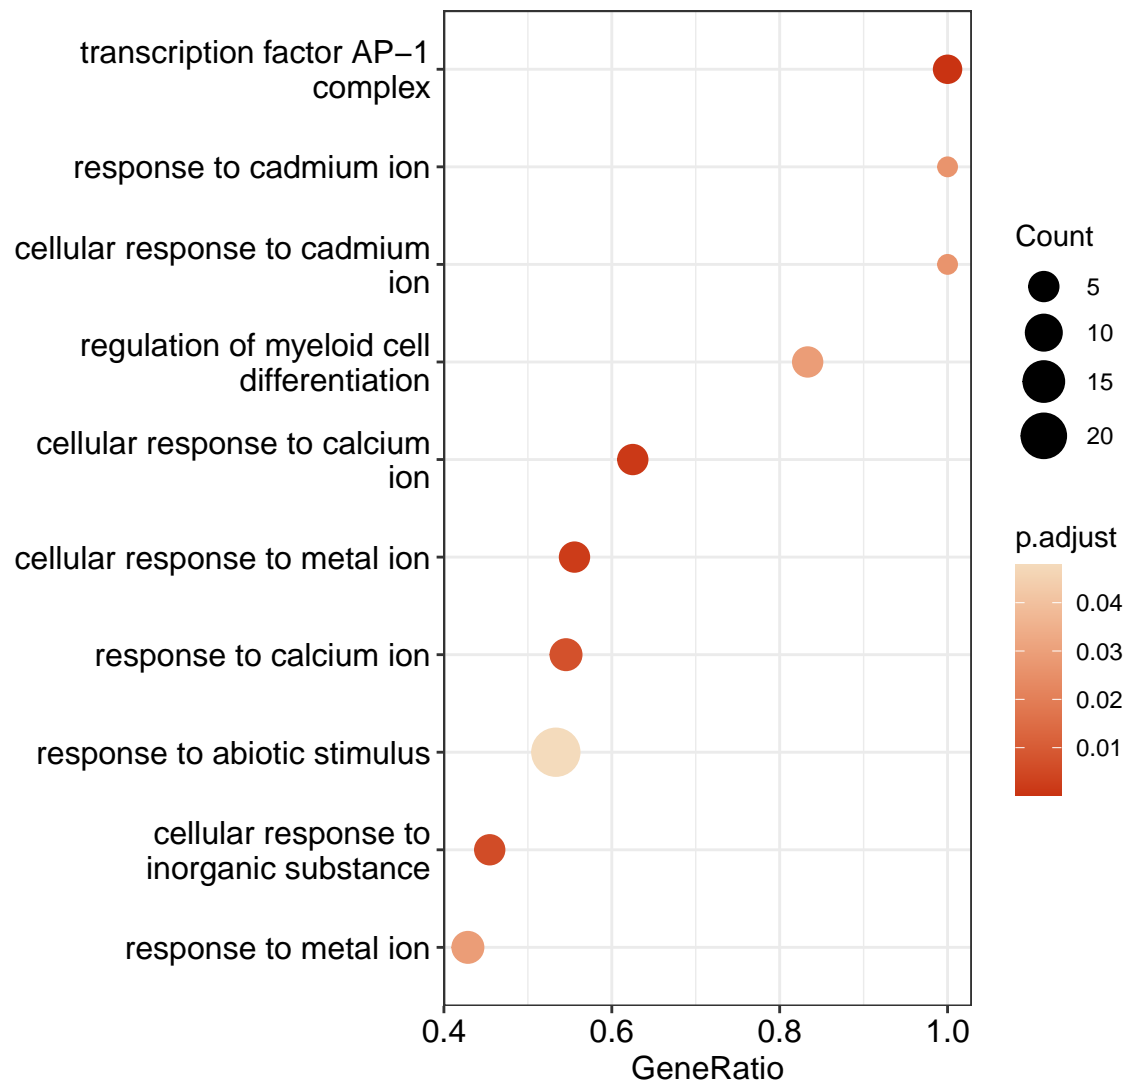 transcription factor AP−1
complex
response to cadmium ion
cellular response to cadmium
ion
regulation of myeloid cell
differentiation
cellular response to calcium
ion
cellular response to metal ion
response to calcium ion
response to abiotic stimulus
cellular response to
inorganic substance
response to metal ion
0.4 0.6 0.8 1.0
GeneRatio
Count
5
10
15
20
p.adjust
0.04
0.03
0.02
0.01